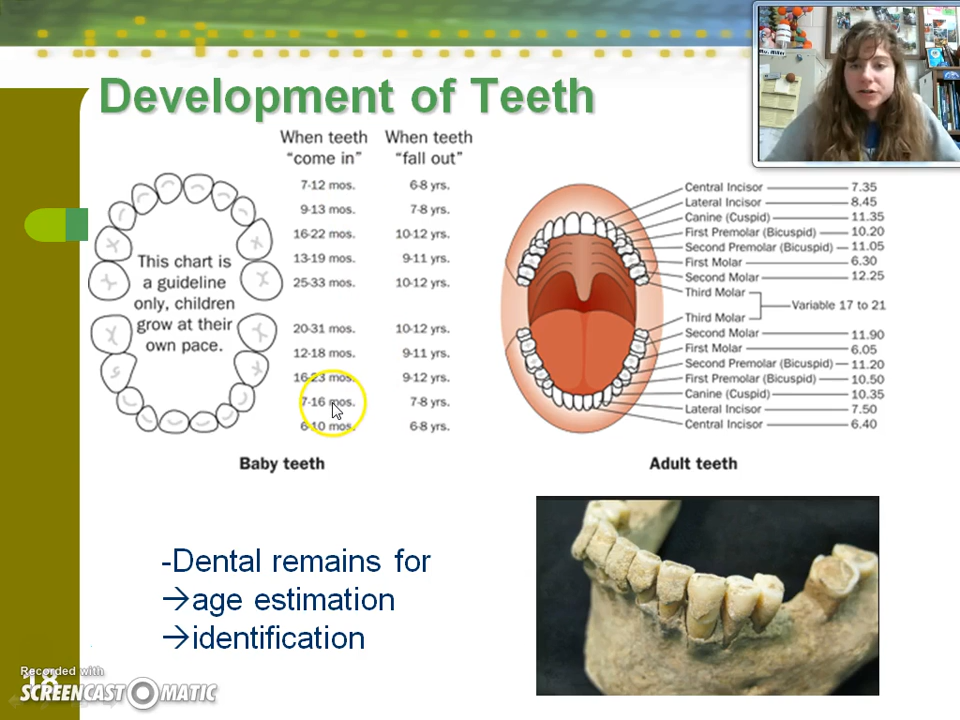 Development of Teeth
When teeth "come in"
When teeth "fall out"
7-12 mos. 6-8 yrs.
9-13 mos. 7-8 yrs.
16-22 mos. 10-12 yrs.
13-19 mos. 9-11 yrs.
25-33 mos. 10-12 yrs.
20-31 mos. 10-12 yrs.
12-18 mos. 9-11 yrs.
16-23 mos. 9-12 yrs.
7-16 mos. 7-8 yrs.
6-10 mos. 6-8 yrs.
This chart is
a guideline
only, children
grow at their
own pace.
Baby teeth
Central Incisor 7.35
Lateral Incisor 8.45
Canine (Cuspid) 11.35
First Premolar (Bicuspid) 10.20
Second Premolar (Bicuspid) 11.05
First Molar 6.30
Second Molar 12.25
Third Molar
Variable 17 to 21
Third Molar
Second Molar 11.90
First Molar 6.05
Second Premolar (Bicuspid) 11.20
First Premolar (Bicuspid) 10.50
Canine (Cuspid) 10.35
Lateral Incisor 7.50
Central Incisor 6.40
Adult teeth
-Dental remains for
→age estimation
→identification
18
Recorded with
SCREENCAST-O-MATIC